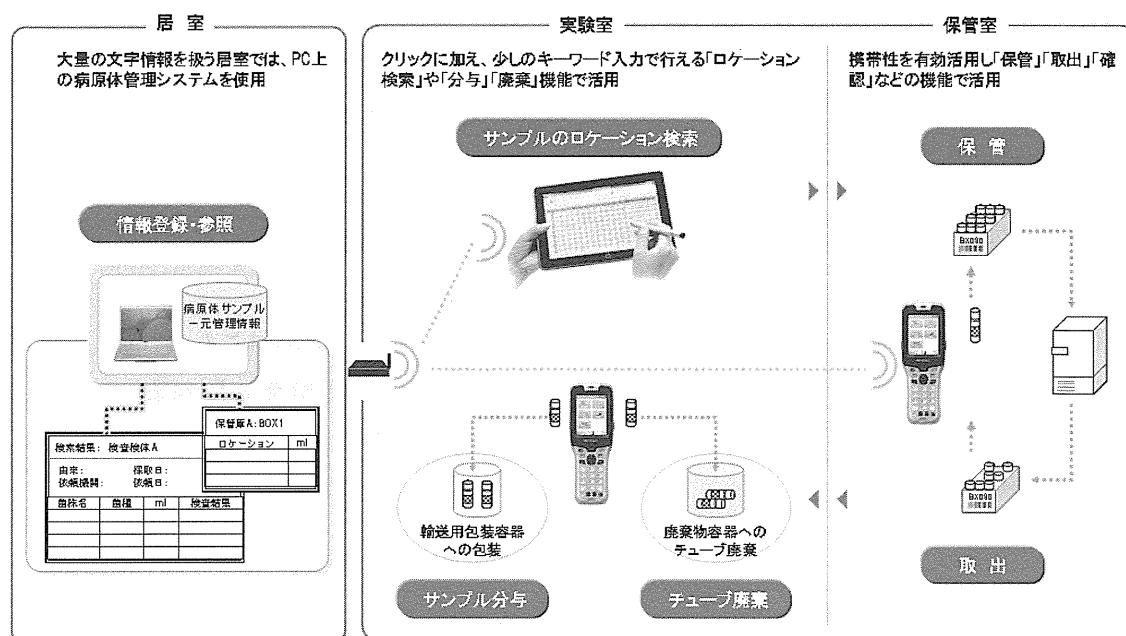 居 室
大量の文字情報を扱う居室では、PC上
の病原体管理システムを使用
情報登録・参照
病原体サンプル
一元管理情報
検索結果: 検査検体A
由来: 採取日:
依頼機関: 依頼日:
菌株名 菌種 ml 検査結果
保管庫A:BOX1
ロケーション ml
実験室
クリックに加え、少しのキーワード入力で行える「ロケーション
検索」や「分与」「廃棄」機能で活用
サンプルのロケーション検索
輸送用包装容器
への包装
サンプル分与
廃棄物容器への
チューブ廃棄
チューブ廃棄
保管室
携帯性を有効活用し「保管」「取出」「確
認」などの機能で活用
保 管
BX090
BX090
取 出